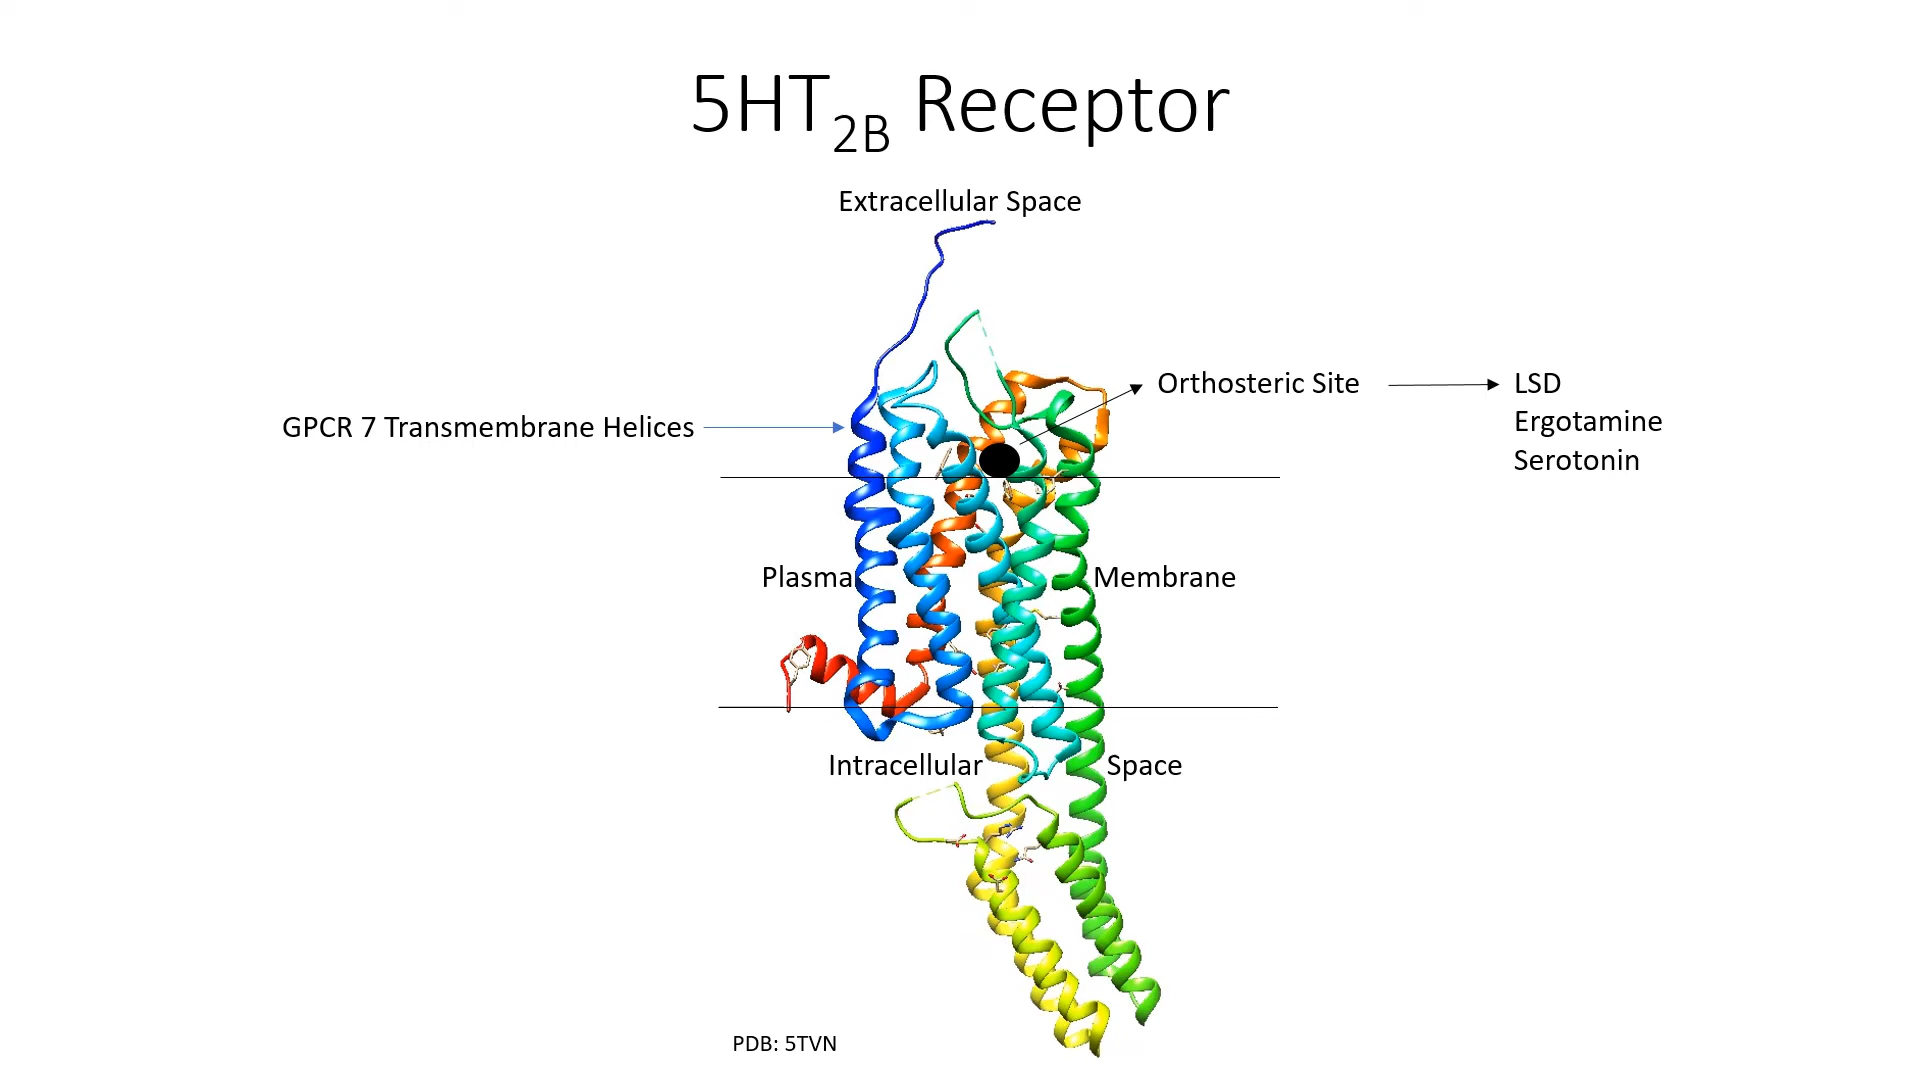 5HT2B Receptor
Extracellular Space
Orthosteric Site
LSD
Ergotamine
Serotonin
GPCR 7 Transmembrane Helices
Plasma Membrane
Intracellular Space
PDB: 5TVN